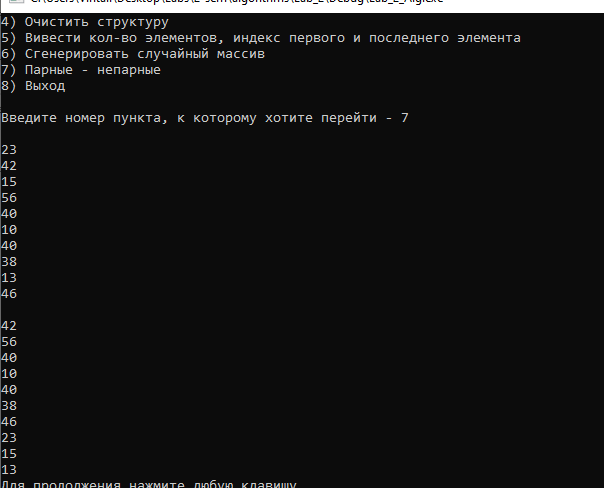 4) Очистить структуру
5) Вивести кол-во элементов, индекс первого и последнего элемента
6) Сгенерировать случайный массив
7) Парные - непарные
8) Выход
Введите номер пункта, к которому хотите перейти - 7
23
42
15
56
40
10
40
38
13
46
42
56
40
10
40
38
46
23
15
13
Для продолжения нажмите любую клавишу